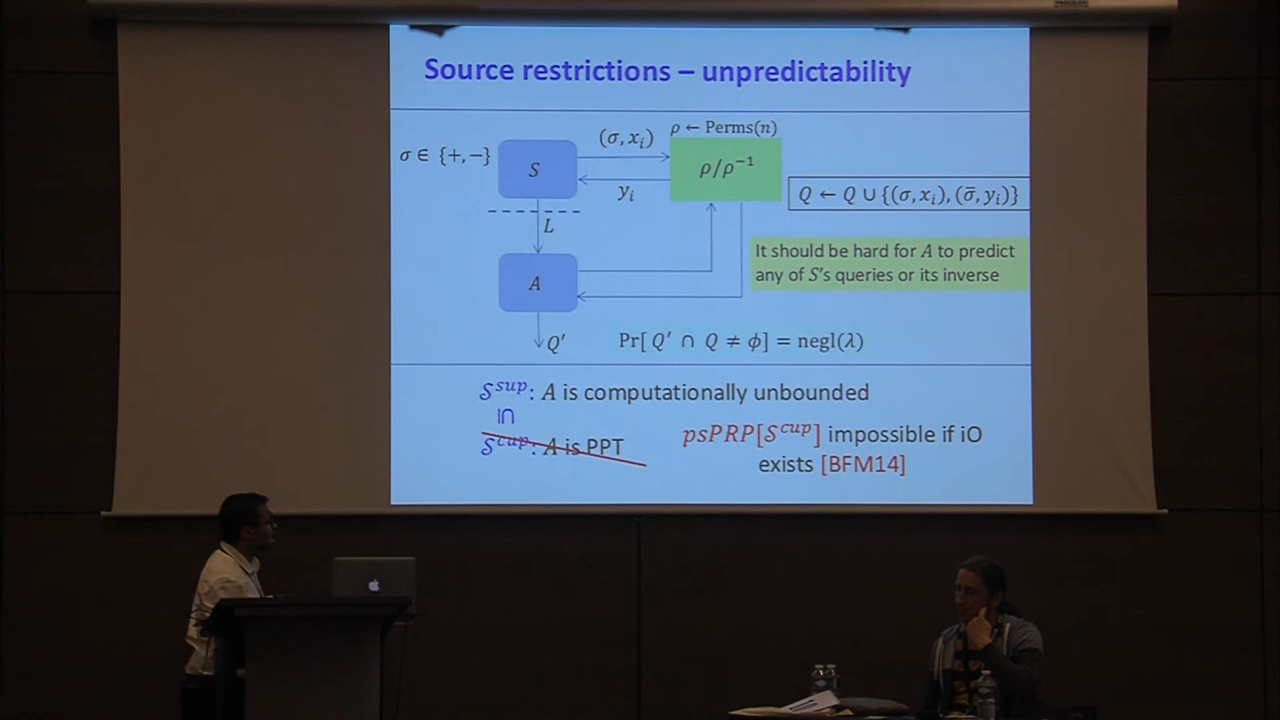 Source restrictions – unpredictability
σ ∈ {+,−}
S
(σ, x_i)
y_i
ρ ← Perms(n)
ρ/ρ⁻¹
Q ← Q ∪ {(σ, x_i), (σ̄, y_i)}
L
It should be hard for A to predict
any of S's queries or its inverse
A
Q′
Pr[ Q′ ∩ Q ≠ ϕ] = negl(λ)
𝒮^sup: A is computationally unbounded
∩
𝒮^cup: A is PPT
psPRP[𝒮^cup] impossible if iO
exists [BFM14]